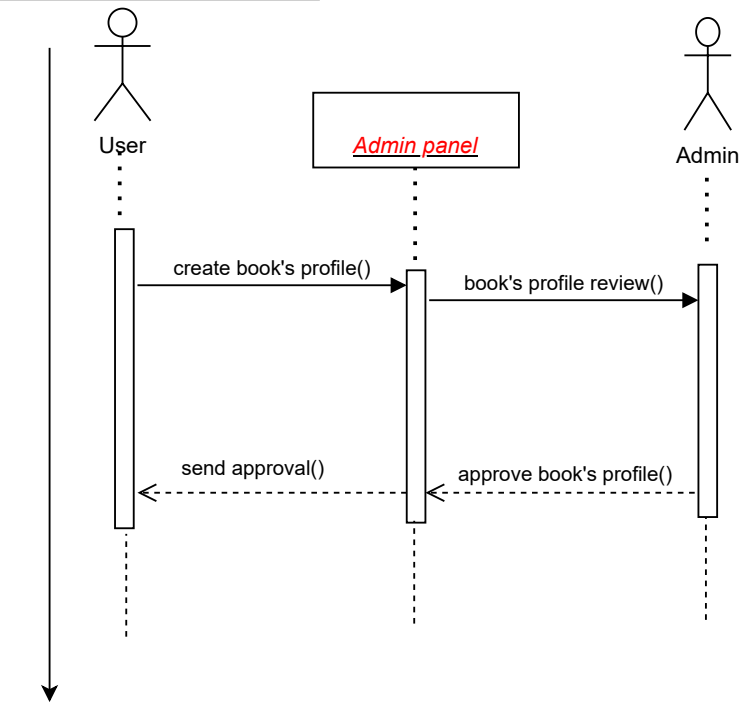 User
Admin panel
Admin
create book's profile()
book's profile review()
send approval()
approve book's profile()